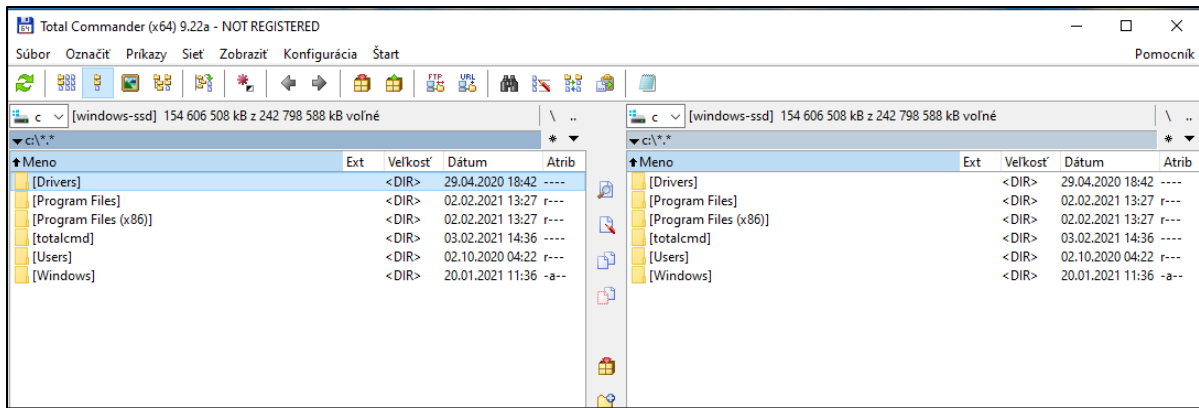 Total Commander (x64) 9.22a - NOT REGISTERED
Súbor Označiť Príkazy Sieť Zobraziť Konfigurácia Štart Pomocník
FTP URL
c [windows-ssd] 154 606 508 kB z 242 798 588 kB voľné \ ..
c:\*.* * 
Meno Ext Veľkosť Dátum Atrib
[Drivers] <DIR> 29.04.2020 18:42 ----
[Program Files] <DIR> 02.02.2021 13:27 r---
[Program Files (x86)] <DIR> 02.02.2021 13:27 r---
[totalcmd] <DIR> 03.02.2021 14:36 ----
[Users] <DIR> 02.10.2020 04:22 r---
[Windows] <DIR> 20.01.2021 11:36 -a--
c [windows-ssd] 154 606 508 kB z 242 798 588 kB voľné \ ..
c:\*.* *
Meno Ext Veľkosť Dátum Atrib
[Drivers] <DIR> 29.04.2020 18:42 ----
[Program Files] <DIR> 02.02.2021 13:27 r---
[Program Files (x86)] <DIR> 02.02.2021 13:27 r---
[totalcmd] <DIR> 03.02.2021 14:36 ----
[Users] <DIR> 02.10.2020 04:22 r---
[Windows] <DIR> 20.01.2021 11:36 -a--